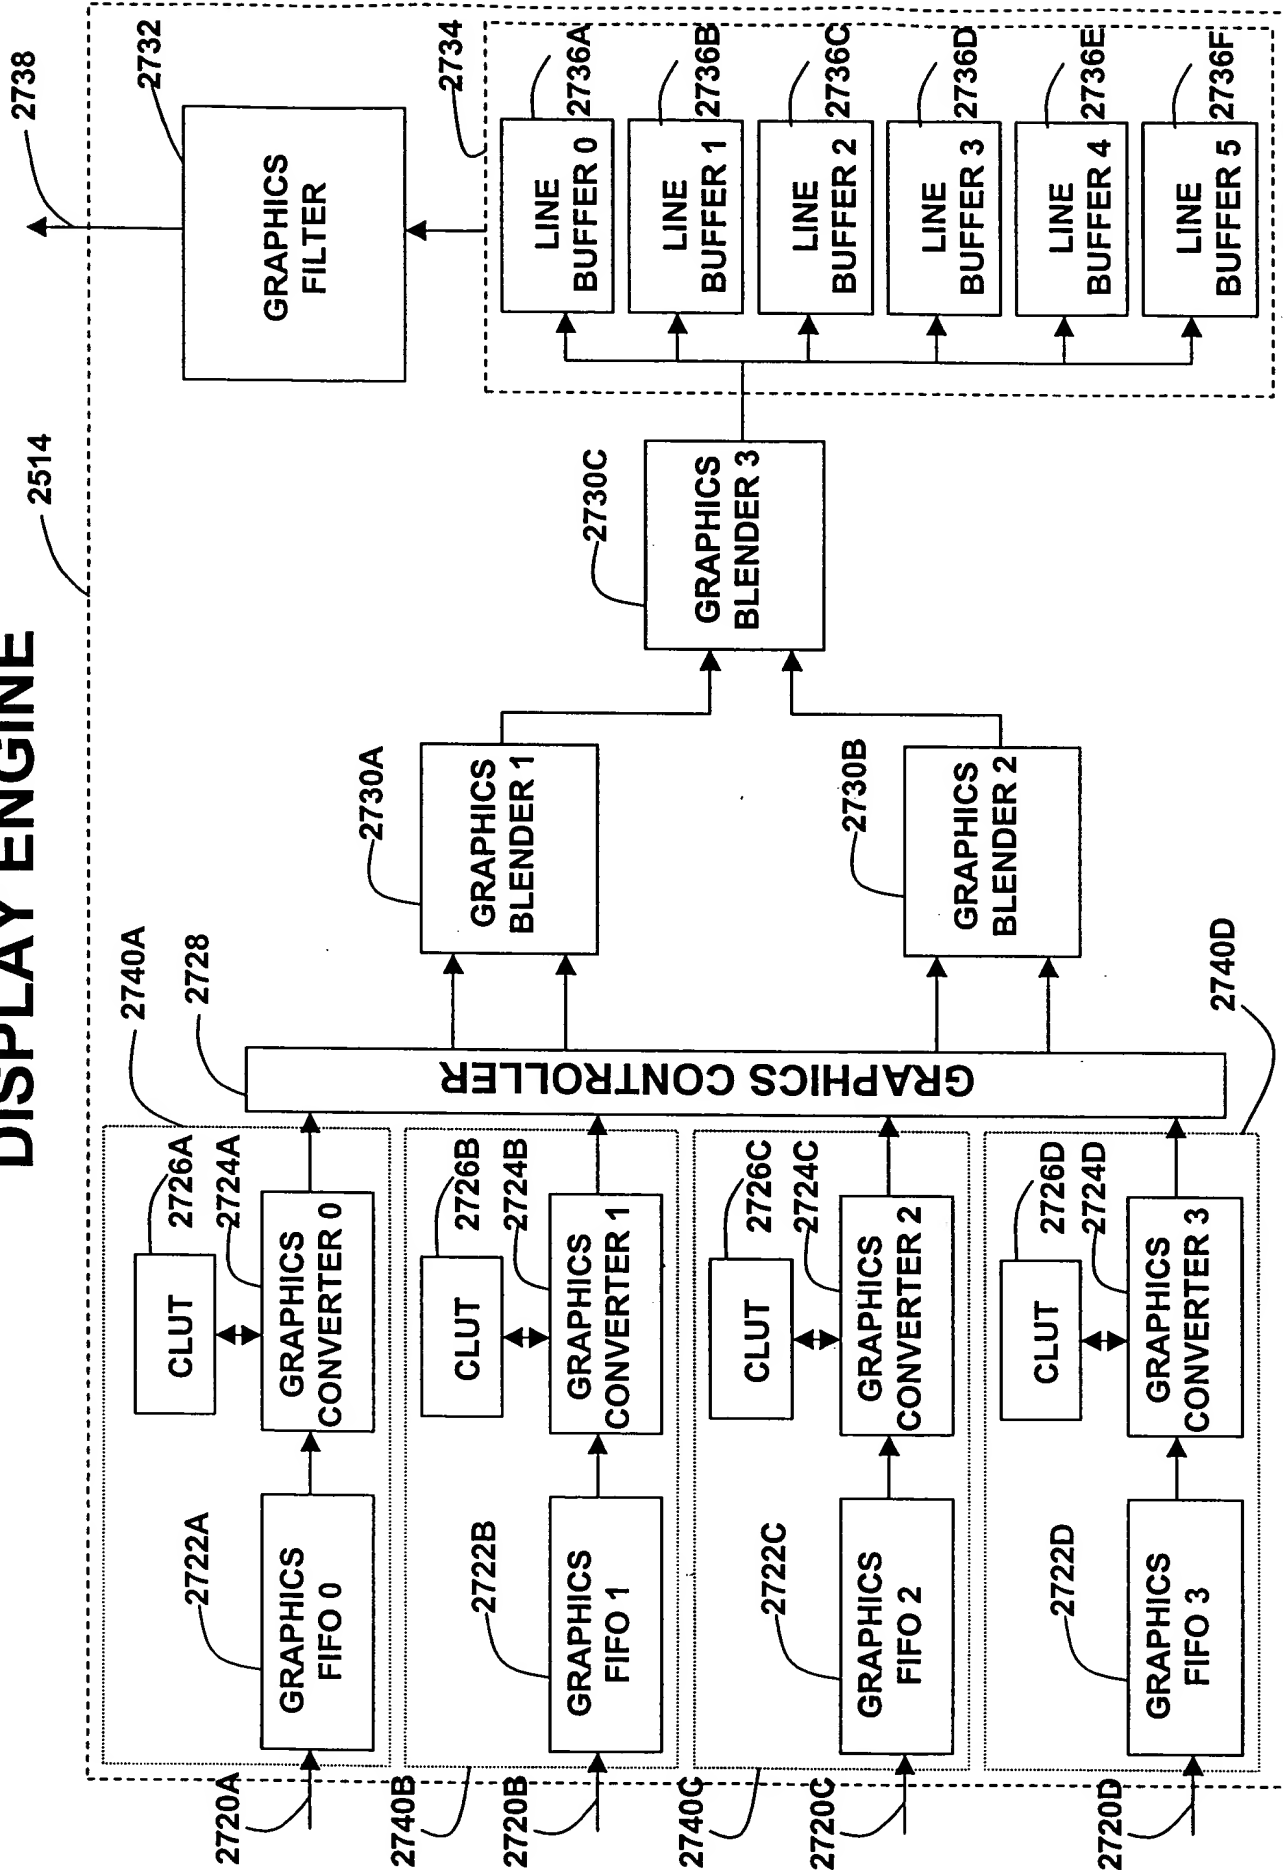 DISPLAY ENGINE
2514
2738
2732
GRAPHICS
FILTER
2734
LINE
BUFFER 0
2736A
LINE
BUFFER 1
2736B
LINE
BUFFER 2
2736C
LINE
BUFFER 3
2736D
LINE
BUFFER 4
2736E
LINE
BUFFER 5
2736F
2730C
GRAPHICS
BLENDER 3
2730A
GRAPHICS
BLENDER 1
2730B
GRAPHICS
BLENDER 2
2740A
2728
GRAPHICS CONTROLLER
2740D
2726A
CLUT
2724A
GRAPHICS
CONVERTER 0
2722A
GRAPHICS
FIFO 0
2720A
2740B
2726B
CLUT
2724B
GRAPHICS
CONVERTER 1
2722B
GRAPHICS
FIFO 1
2720B
2740C
2726C
CLUT
2724C
GRAPHICS
CONVERTER 2
2722C
GRAPHICS
FIFO 2
2720C
2726D
CLUT
2724D
GRAPHICS
CONVERTER 3
2722D
GRAPHICS
FIFO 3
2720D